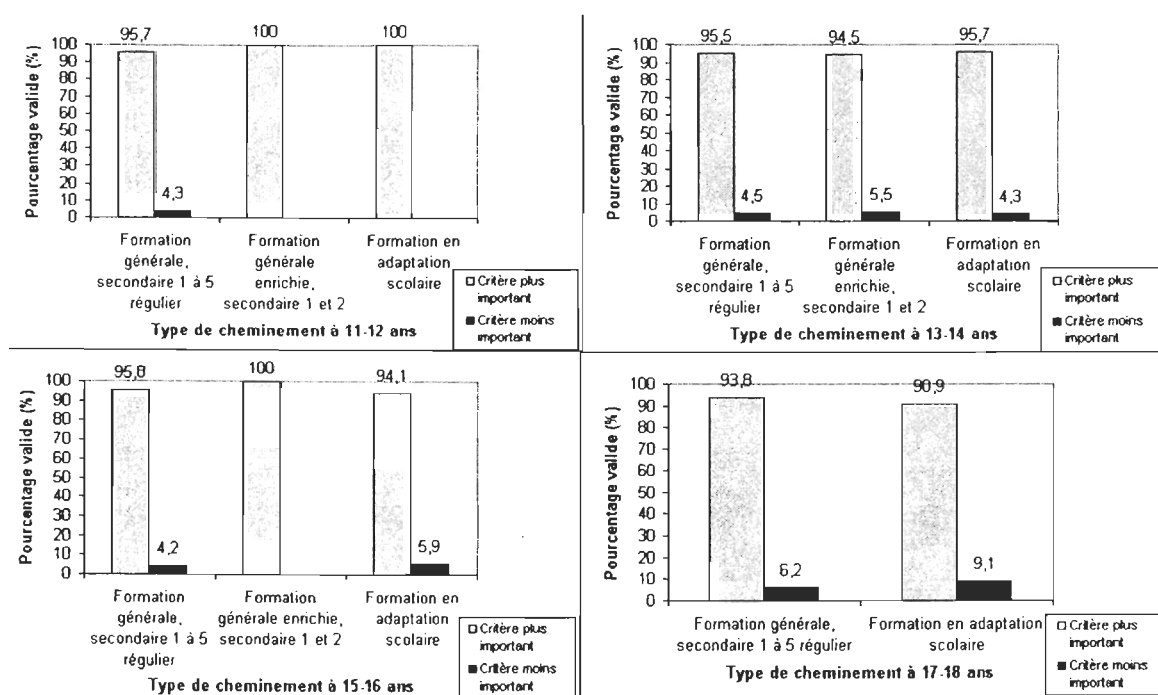 95,7
100
100
Pourcentage valide (%)
100
90
80
70
60
50
40
30
20
10
0
4,3
Formation générale, secondaire 1 à 5 régulier
Formation générale enrichie, secondaire 1 et 2
Formation en adaptation scolaire
Critère plus important
Critère moins important
Type de cheminement à 11-12 ans
95,5
94,5
95,7
Pourcentage valide (%)
100
90
80
70
60
50
40
30
20
10
0
4,5
5,5
4,3
Formation générale, secondaire 1 à 5 régulier
Formation générale enrichie, secondaire 1 et 2
Formation en adaptation scolaire
Critère plus important
Critère moins important
Type de cheminement à 13-14 ans
95,8
100
94,1
Pourcentage valide (%)
100
90
80
70
60
50
40
30
20
10
0
4,2
5,9
Formation générale, secondaire 1 à 5 régulier
Formation générale enrichie, secondaire 1 et 2
Formation en adaptation scolaire
Critère plus important
Critère moins important
Type de cheminement à 15-16 ans
93,8
90,9
Pourcentage valide (%)
100
90
80
70
60
50
40
30
20
10
0
6,2
9,1
Formation générale, secondaire 1 à 5 régulier
Formation en adaptation scolaire
Critère plus important
Critère moins important
Type de cheminement à 17-18 ans